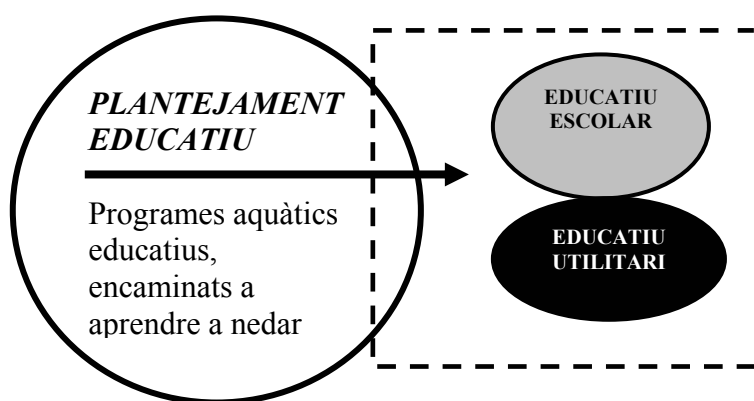 PLANTEJAMENT
EDUCATIU
Programes aquàtics
educatius,
encaminats a
aprendre a nedar
EDUCATIU
ESCOLAR
EDUCATIU
UTILITARI